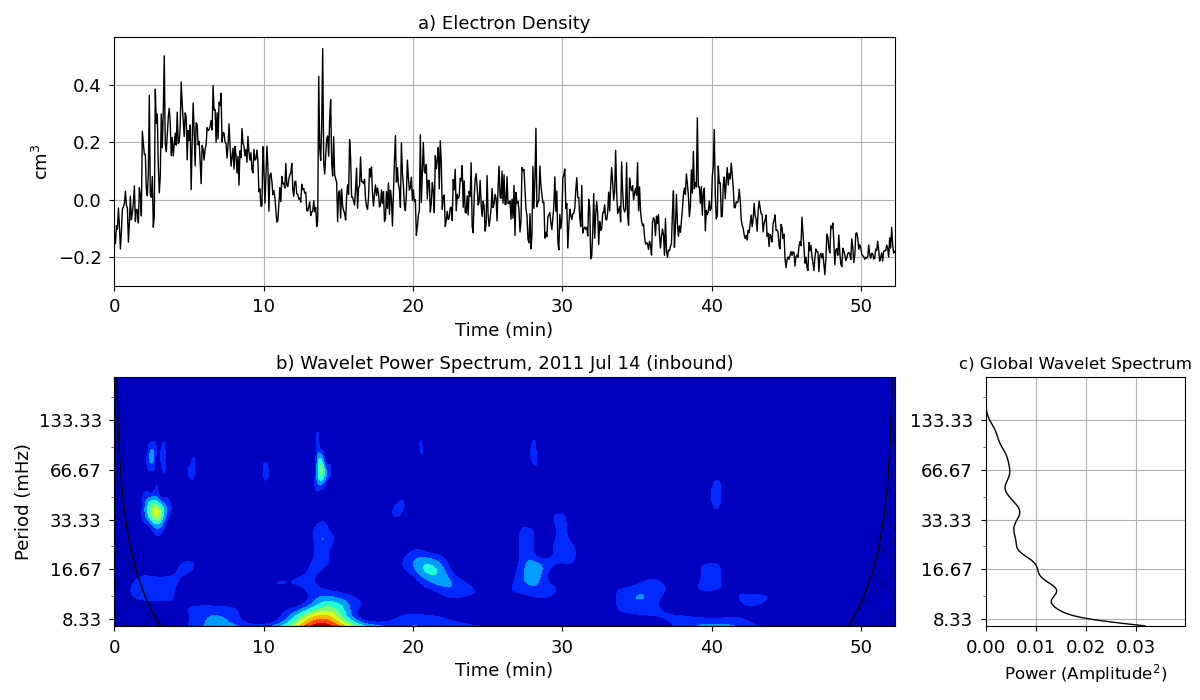 a) Electron Density
cm³
0.4
0.2
0.0
−0.2
0 10 20 30 40 50
Time (min)
b) Wavelet Power Spectrum, 2011 Jul 14 (inbound)
Period (mHz)
133.33
66.67
33.33
16.67
8.33
0 10 20 30 40 50
Time (min)
c) Global Wavelet Spectrum
133.33
66.67
33.33
16.67
8.33
0.00 0.01 0.02 0.03
Power (Amplitude²)